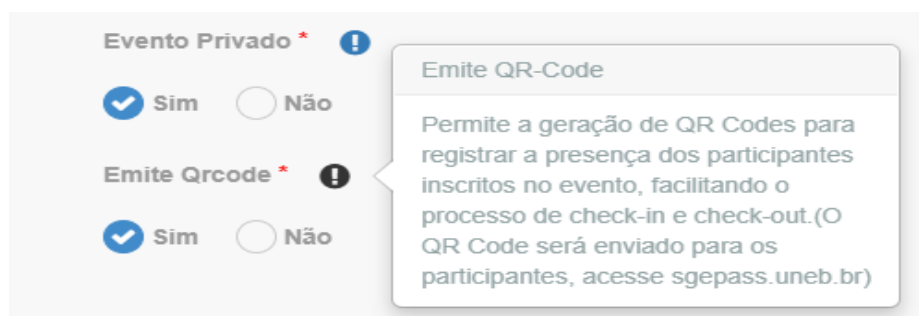 Evento Privado *
Sim Não
Emite Qrcode *
Sim Não
Emite QR-Code
Permite a geração de QR Codes para
registrar a presença dos participantes
inscritos no evento, facilitando o
processo de check-in e check-out.(O
QR Code será enviado para os
participantes, acesse sgepass.uneb.br)